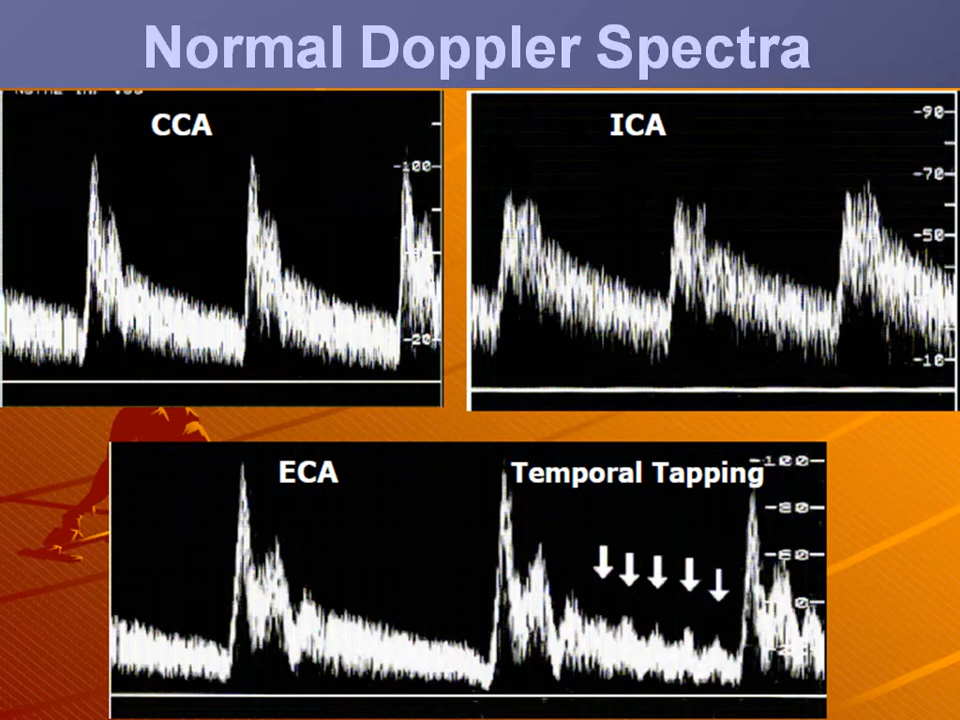 Normal Doppler Spectra
CCA
-100-
-20-
ICA
-90-
-70-
-50-
-10-
ECA
Temporal Tapping
-100-
-80-
-60-